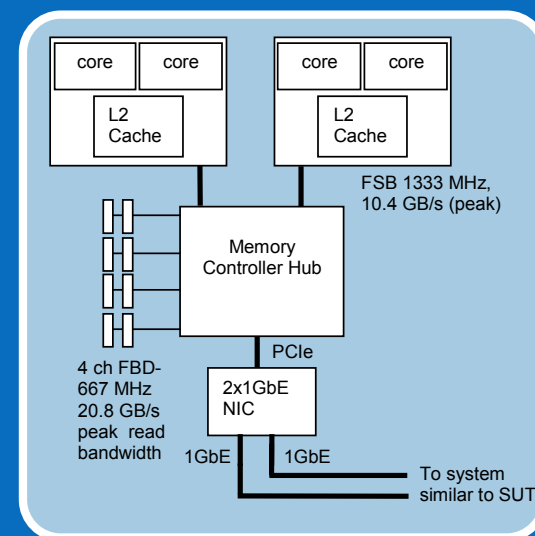 core
core
L2
Cache
core
core
L2
Cache
FSB 1333 MHz,
10.4 GB/s (peak)
Memory
Controller Hub
4 ch FBD-
667 MHz
20.8 GB/s
peak read
bandwidth
PCIe
2x1GbE
NIC
1GbE
1GbE
To system
similar to SUT